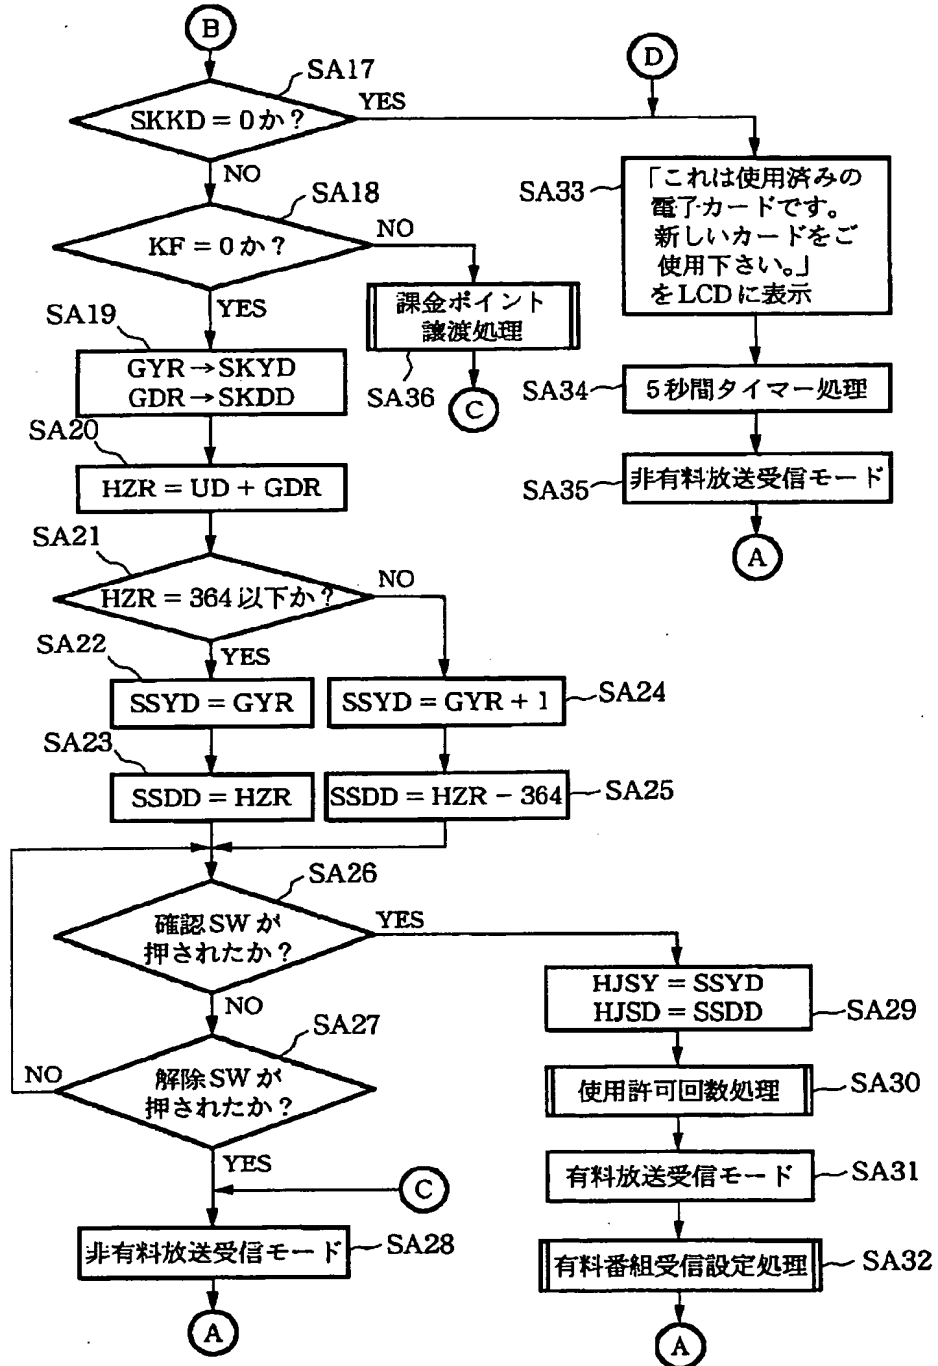 B
SA17
SKKD = 0か?
YES
NO
D
SA33
「これは使用済みの
電子カードです。
新しいカードをご
使用下さい。」
をLCDに表示
SA18
KF = 0か?
NO
YES
課金ポイント
譲渡処理
SA36
C
SA34
5秒間タイマー処理
SA35
非有料放送受信モード
A
SA19
GYR→SKYD
GDR→SKDD
SA20
HZR = UD + GDR
SA21
HZR = 364以下か?
NO
YES
SA22
SSYD = GYR
SSYD = GYR + 1
SA24
SA23
SSDD = HZR
SSDD = HZR − 364
SA25
SA26
確認SWが
押されたか?
YES
NO
HJSY = SSYD
HJSD = SSDD
SA29
SA27
解除SWが
押されたか?
NO
YES
使用許可回数処理
SA30
C
有料放送受信モード
SA31
非有料放送受信モード
SA28
有料番組受信設定処理
SA32
A
A